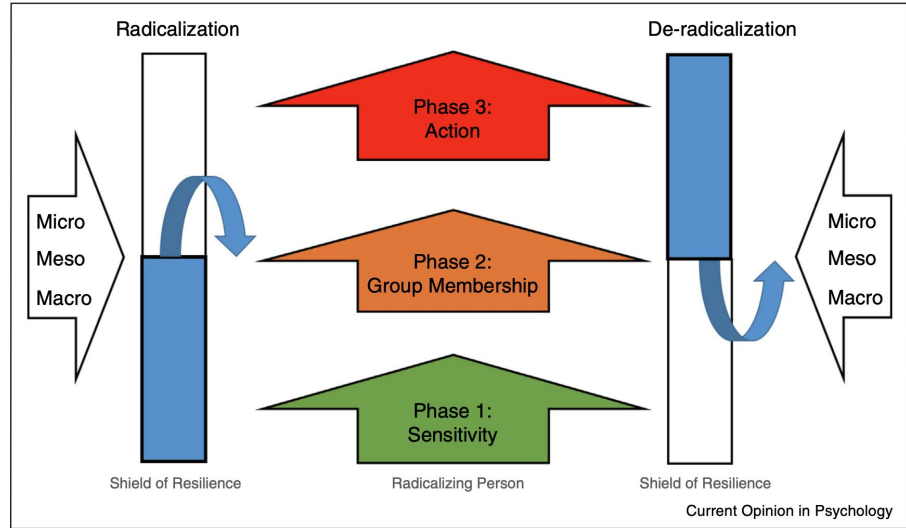 Radicalization
De-radicalization
Phase 3:
Action
Micro
Meso
Macro
Phase 2:
Group Membership
Micro
Meso
Macro
Phase 1:
Sensitivity
Shield of Resilience
Radicalizing Person
Shield of Resilience
Current Opinion in Psychology